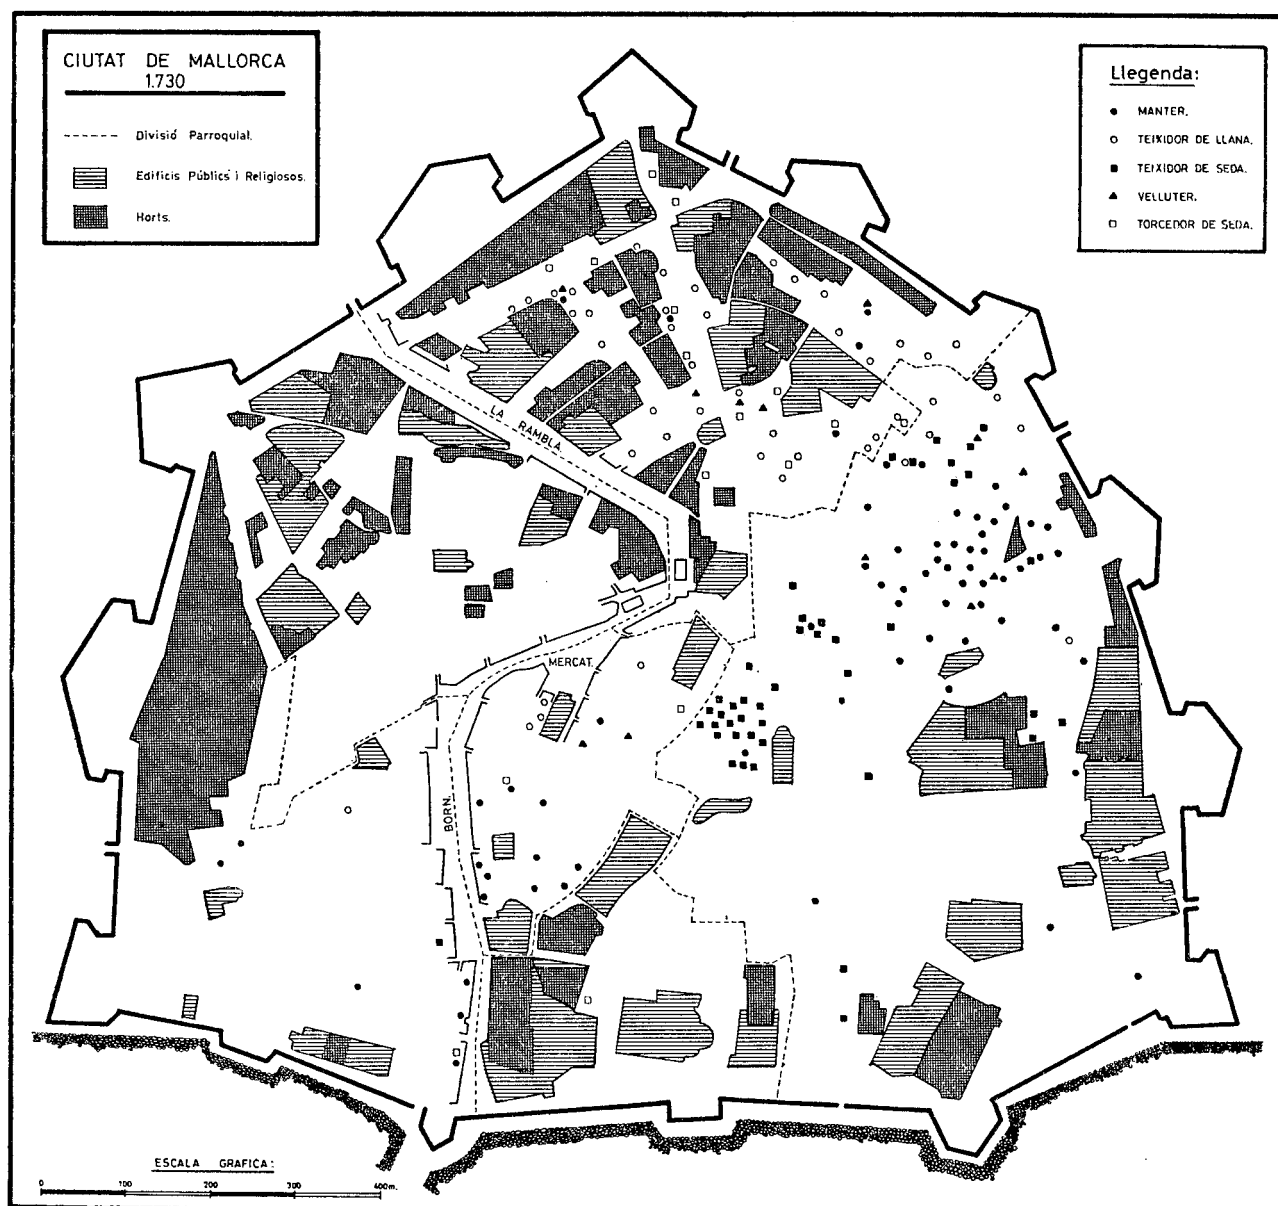 CIUTAT DE MALLORCA
1.730
Divisió Parroquial.
Edificis Públics i Religiosos.
Horts.
Llegenda:
MANTER.
TEIXIDOR DE LLANA.
TEIXIDOR DE SEDA.
VELLUTER.
TORCEDOR DE SEDA.
LA RAMBLA
MERCAT.
BORN.
ESCALA GRAFICA:
0 100 200 300 400m.